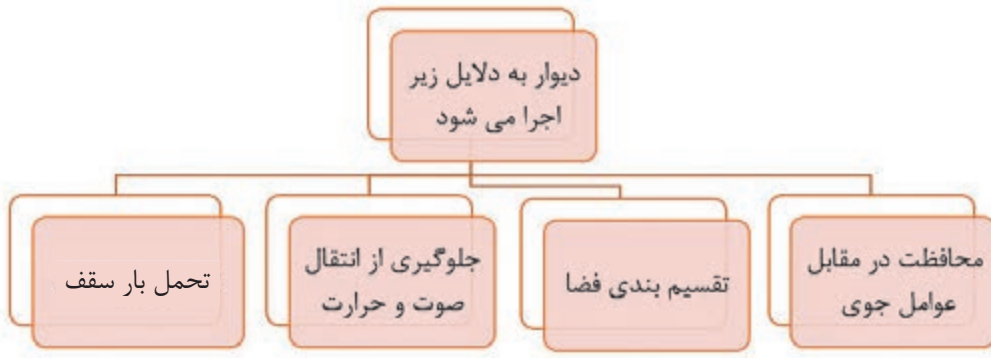 دیوار به دلایل زیر
اجرا می شود
محافظت در مقابل
عوامل جوی
تقسیم بندی فضا
جلوگیری از انتقال
صوت و حرارت
تحمل بار سقف